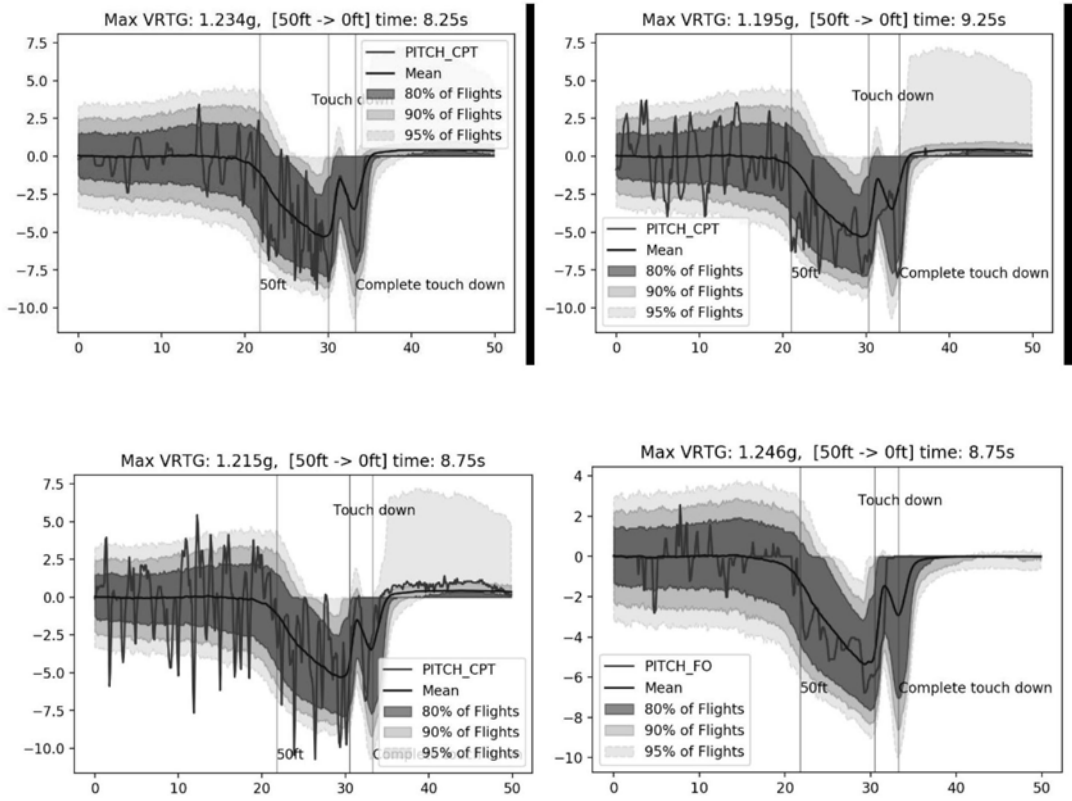 Max VRTG: 1.234g, [50ft -> 0ft] time: 8.25s
7.5
5.0
2.5
0.0
−2.5
−5.0
−7.5
−10.0
PITCH_CPT
Mean
80% of Flights
90% of Flights
95% of Flights
Touch down
50ft
Complete touch down
0
10
20
30
40
50
Max VRTG: 1.195g, [50ft -> 0ft] time: 9.25s
7.5
5.0
2.5
0.0
−2.5
−5.0
−7.5
−10.0
Touch down
PITCH_CPT
Mean
80% of Flights
90% of Flights
95% of Flights
50ft
Complete touch down
0
10
20
30
40
50
Max VRTG: 1.215g, [50ft -> 0ft] time: 8.75s
7.5
5.0
2.5
0.0
−2.5
−5.0
−7.5
−10.0
Touch down
PITCH_CPT
Mean
80% of Flights
90% of Flights
95% of Flights
50ft
0
10
20
30
40
50
Max VRTG: 1.246g, [50ft -> 0ft] time: 8.75s
2
0
−2
−4
−6
−8
−10
Touch down
PITCH_FO
Mean
80% of Flights
90% of Flights
95% of Flights
50ft
Complete touch down
0
10
20
30
40
50